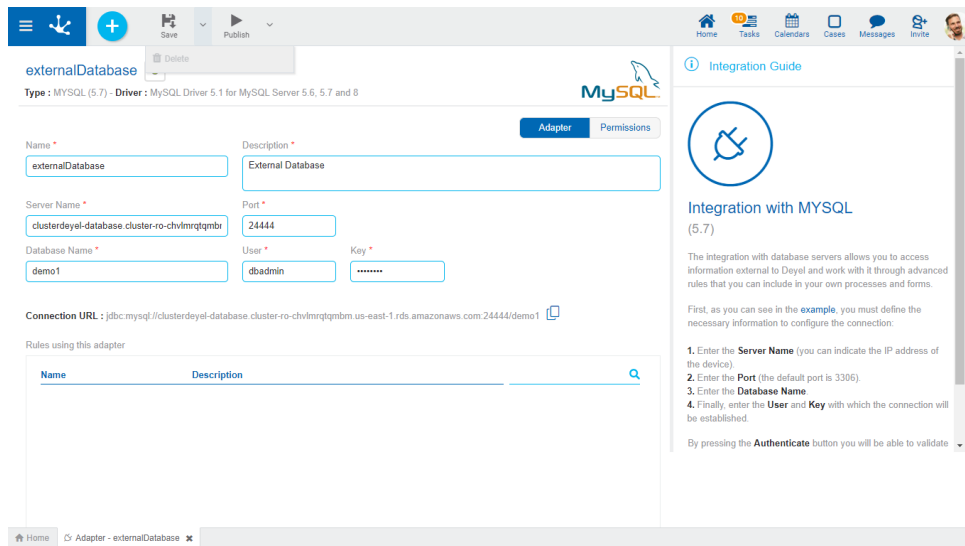 Save
Publish
10
Home
Tasks
Calendars
Cases
Messages
Invite
Delete
externalDatabase
Type : MYSQL (5.7) - Driver : MySQL Driver 5.1 for MySQL Server 5.6, 5.7 and 8
MySQL
Adapter
Permissions
Name *
Description *
externalDatabase
External Database
Server Name *
Port *
clusterdeyel-database.cluster-ro-chvlmrqtqmbr
24444
Database Name *
User *
Key *
demo1
dbadmin
Connection URL : jdbc:mysql://clusterdeyel-database.cluster-ro-chvlmrqtqmbm.us-east-1.rds.amazonaws.com:24444/demo1
Rules using this adapter
Name
Description
Integration Guide
Integration with MYSQL
(5.7)
The integration with database servers allows you to access
information external to Deyel and work with it through advanced
rules that you can include in your own processes and forms.
First, as you can see in the example, you must define the
necessary information to configure the connection:
1. Enter the Server Name (you can indicate the IP address of
the device).
2. Enter the Port (the default port is 3306).
3. Enter the Database Name.
4. Finally, enter the User and Key with which the connection will
be established.
By pressing the Authenticate button you will be able to validate
Home
Adapter - externalDatabase